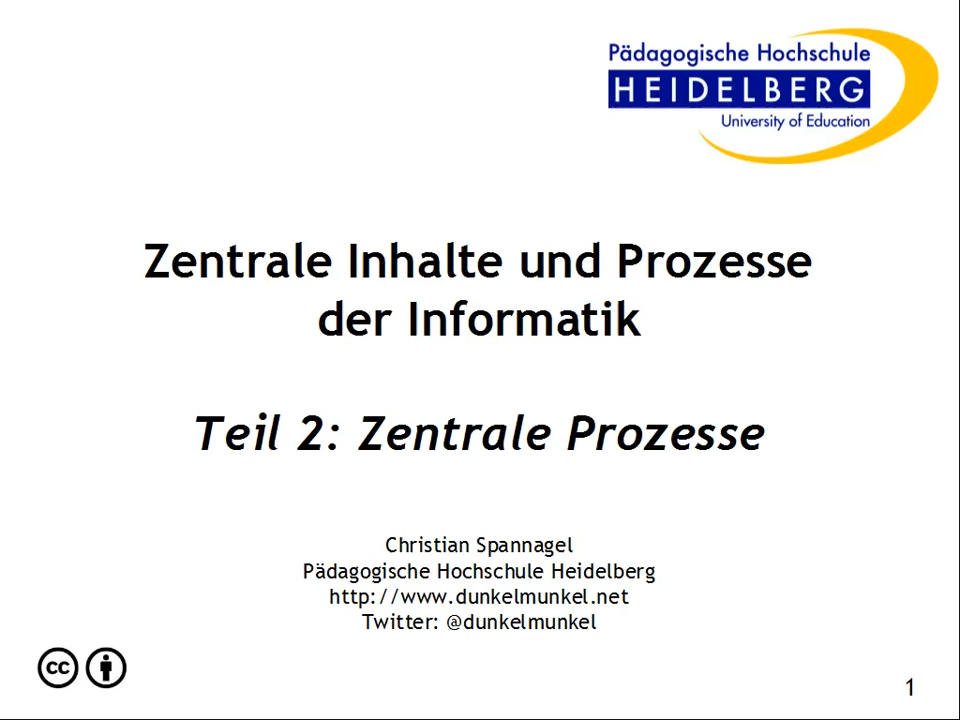 Pädagogische Hochschule
HEIDELBERG
University of Education
Zentrale Inhalte und Prozesse
der Informatik
Teil 2: Zentrale Prozesse
Christian Spannagel
Pädagogische Hochschule Heidelberg
http://www.dunkelmunkel.net
Twitter: @dunkelmunkel
cc
1